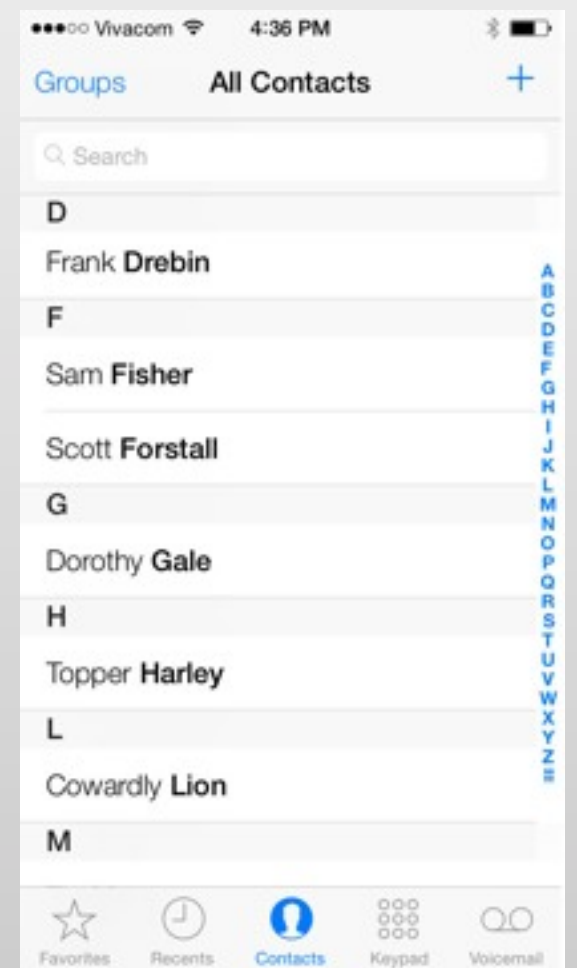 Vivacom 4:36 PM
Groups All Contacts +
Search
D
Frank Drebin
F
Sam Fisher
Scott Forstall
G
Dorothy Gale
H
Topper Harley
L
Cowardly Lion
M
A
B
C
D
E
F
G
H
I
J
K
L
M
N
O
P
Q
R
S
T
U
V
W
X
Y
Z
#
Favorites Recents Contacts Keypad Voicemail